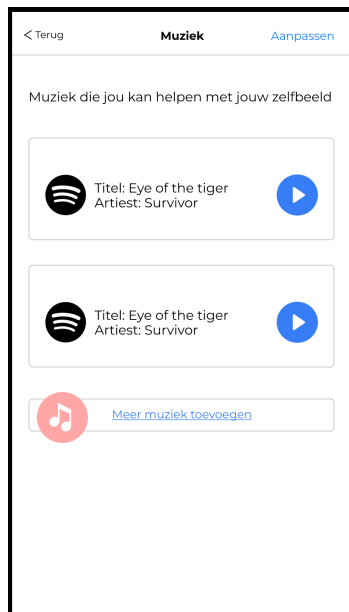 < Terug
Muziek
Aanpassen
Muziek die jou kan helpen met jouw zelfbeeld
Titel: Eye of the tiger
Artiest: Survivor
Titel: Eye of the tiger
Artiest: Survivor
Meer muziek toevoegen